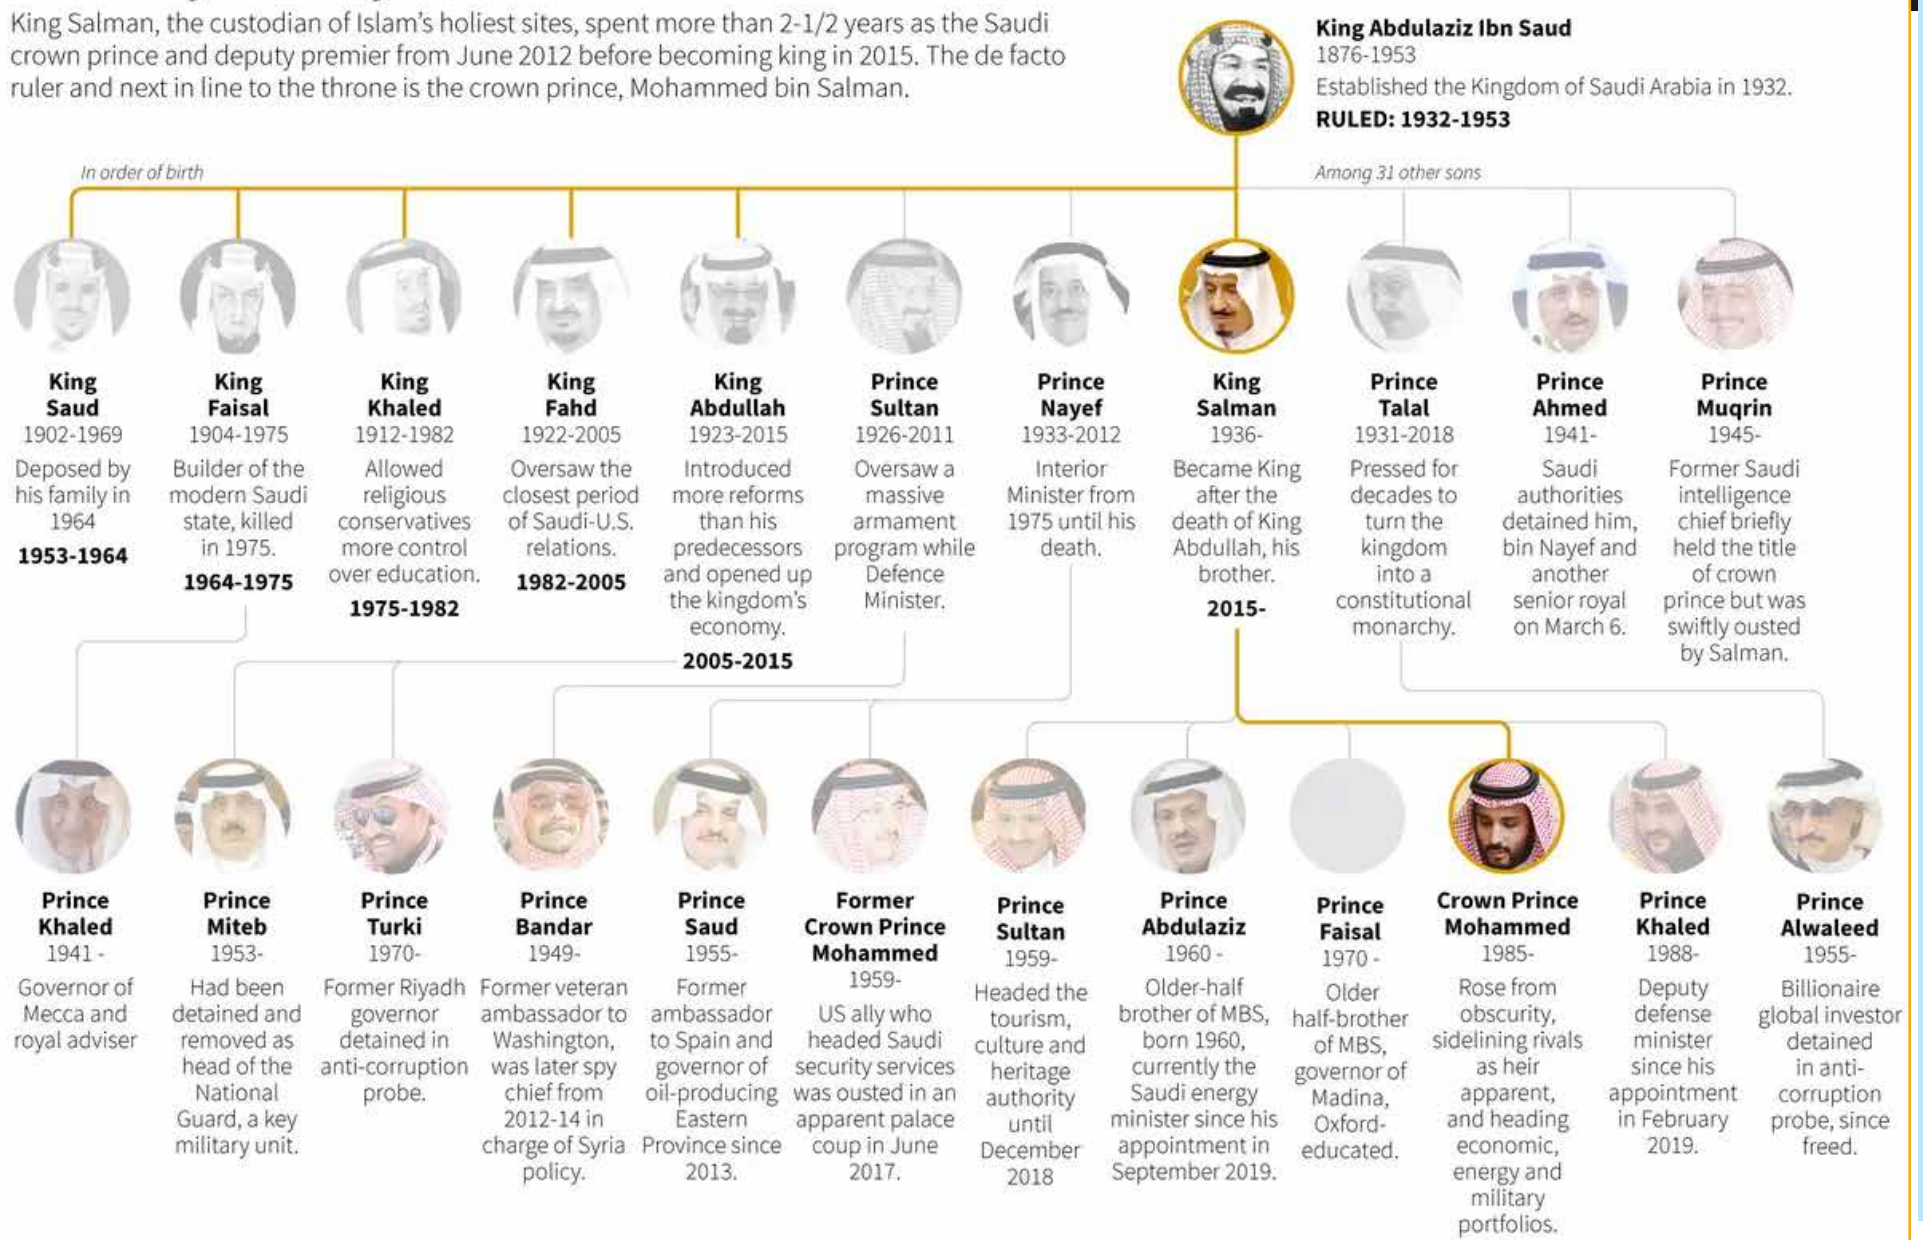 King Salman, the custodian of Islam's holiest sites, spent more than 2-1/2 years as the Saudi
crown prince and deputy premier from June 2012 before becoming king in 2015. The de facto
ruler and next in line to the throne is the crown prince, Mohammed bin Salman.
King Abdulaziz Ibn Saud
1876-1953
Established the Kingdom of Saudi Arabia in 1932.
RULED: 1932-1953
In order of birth
Among 31 other sons
King
Saud
1902-1969
Deposed by
his family in
1964
1953-1964
King
Faisal
1904-1975
Builder of the
modern Saudi
state, killed
in 1975.
1964-1975
King
Khaled
1912-1982
Allowed
religious
conservatives
more control
over education.
1975-1982
King
Fahd
1922-2005
Oversaw the
closest period
of Saudi-U.S.
relations.
1982-2005
King
Abdullah
1923-2015
Introduced
more reforms
than his
predecessors
and opened up
the kingdom's
economy.
2005-2015
Prince
Sultan
1926-2011
Oversaw a
massive
armament
program while
Defence
Minister.
Prince
Nayef
1933-2012
Interior
Minister from
1975 until his
death.
King
Salman
1936-
Became King
after the
death of King
Abdullah, his
brother.
2015-
Prince
Talal
1931-2018
Pressed for
decades to
turn the
kingdom
into a
constitutional
monarchy.
Prince
Ahmed
1941-
Saudi
authorities
detained him,
bin Nayef and
another
senior royal
on March 6.
Prince
Muqrin
1945-
Former Saudi
intelligence
chief briefly
held the title
of crown
prince but was
swiftly ousted
by Salman.
Prince
Khaled
1941 -
Governor of
Mecca and
royal adviser
Prince
Miteb
1953-
Had been
detained and
removed as
head of the
National
Guard, a key
military unit.
Prince
Turki
1970-
Former Riyadh
governor
detained in
anti-corruption
probe.
Prince
Bandar
1949-
Former veteran
ambassador to
Washington,
was later spy
chief from
2012-14 in
charge of Syria
policy.
Prince
Saud
1955-
Former
ambassador
to Spain and
governor of
oil-producing
Eastern
Province since
2013.
Former
Crown Prince
Mohammed
1959-
US ally who
headed Saudi
security services
was ousted in an
apparent palace
coup in June
2017.
Prince
Sultan
1959-
Headed the
tourism,
culture and
heritage
authority
until
December
2018
Prince
Abdulaziz
1960 -
Older-half
brother of MBS,
born 1960,
currently the
Saudi energy
minister since his
appointment in
September 2019.
Prince
Faisal
1970 -
Older
half-brother
of MBS,
governor of
Madina,
Oxford-
educated.
Crown Prince
Mohammed
1985-
Rose from
obscurity,
sidelining rivals
as heir
apparent,
and heading
economic,
energy and
military
portfolios.
Prince
Khaled
1988-
Deputy
defense
minister
since his
appointment
in February
2019.
Prince
Alwaleed
1955-
Billionaire
global investor
detained
in anti-
corruption
probe, since
freed.